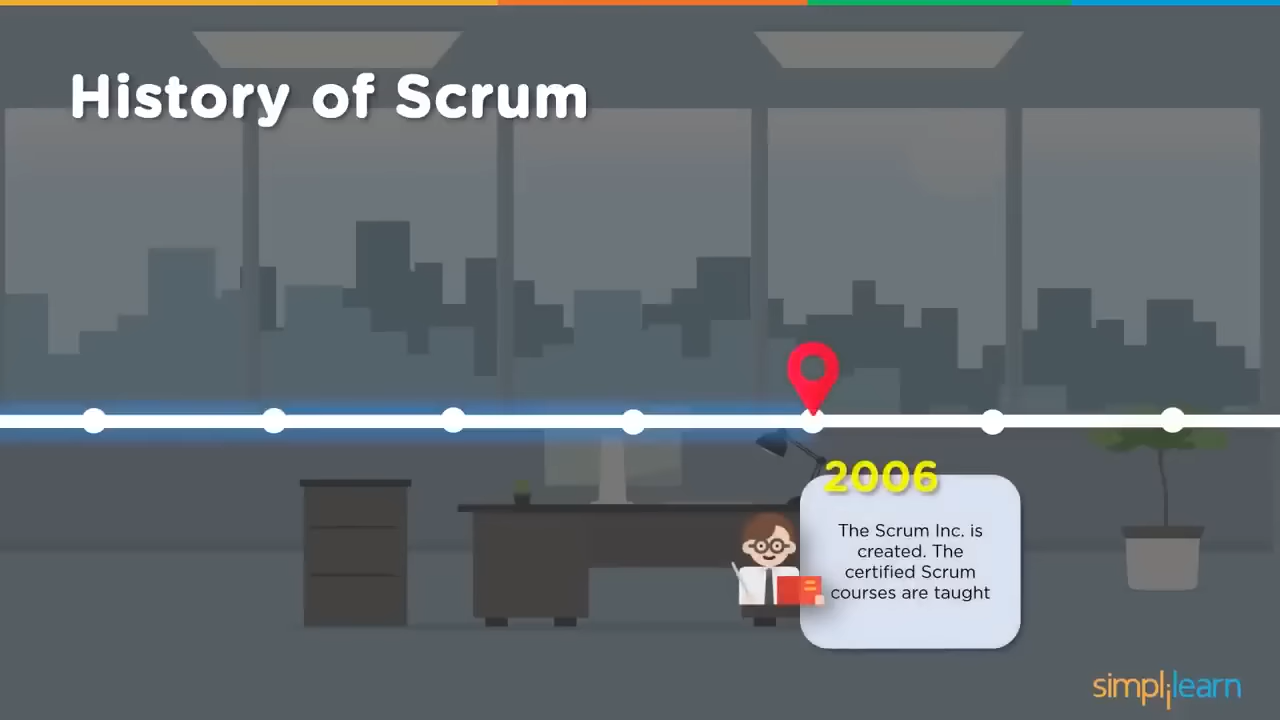 History of Scrum
2006
The Scrum Inc. is
created. The
certified Scrum
courses are taught
simplilearn